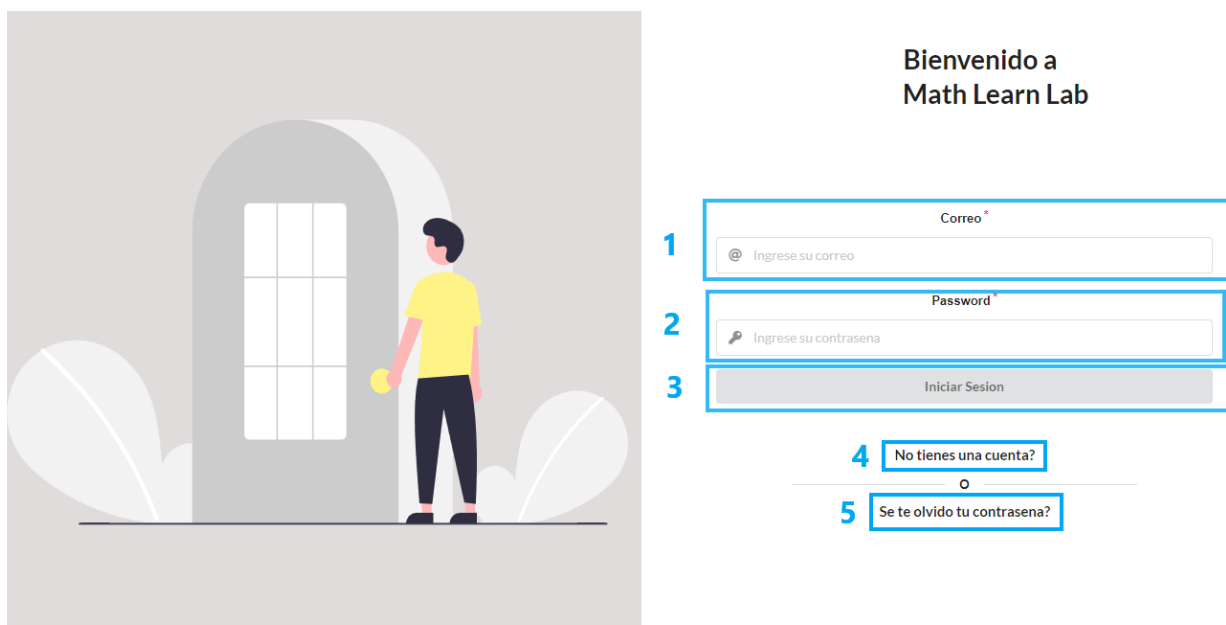 Bienvenido a
Math Learn Lab
Correo *
1
@ Ingrese su correo
Password *
2
Ingrese su contrasena
3
Iniciar Sesion
4
No tienes una cuenta?
O
5
Se te olvido tu contrasena?